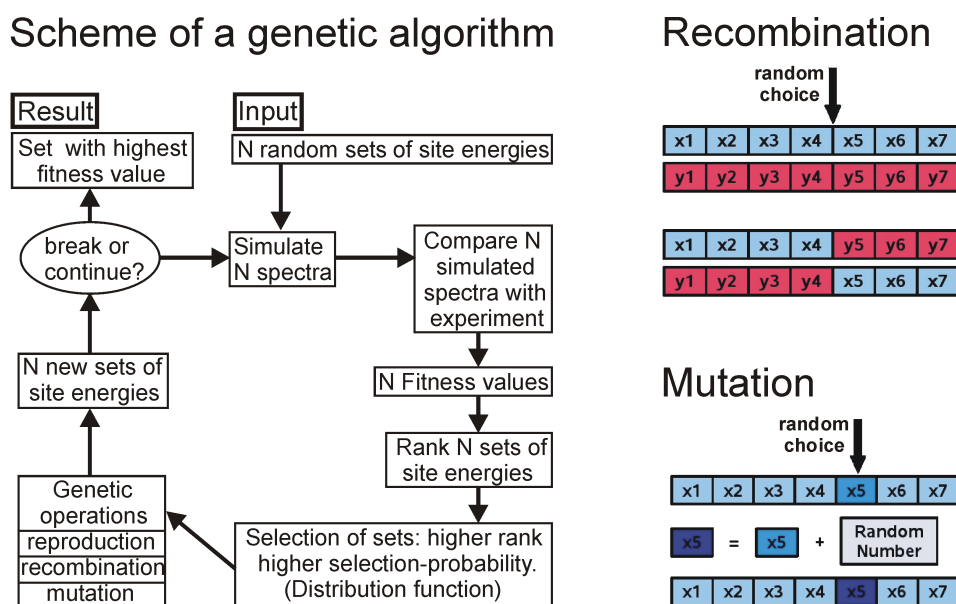 Scheme of a genetic algorithm
Result
Set with highest
fitness value
break or
continue?
N new sets of
site energies
Genetic
operations
reproduction
recombination
mutation
Input
N random sets of site energies
Simulate
N spectra
Compare N
simulated
spectra with
experiment
N Fitness values
Rank N sets of
site energies
Selection of sets: higher rank
higher selection-probability.
(Distribution function)
Recombination
random
choice
x1 x2 x3 x4 x5 x6 x7
y1 y2 y3 y4 y5 y6 y7
x1 x2 x3 x4 y5 y6 y7
y1 y2 y3 y4 x5 x6 x7
Mutation
random
choice
x1 x2 x3 x4 x5 x6 x7
x5 = x5 + Random
Number
x1 x2 x3 x4 x5 x6 x7